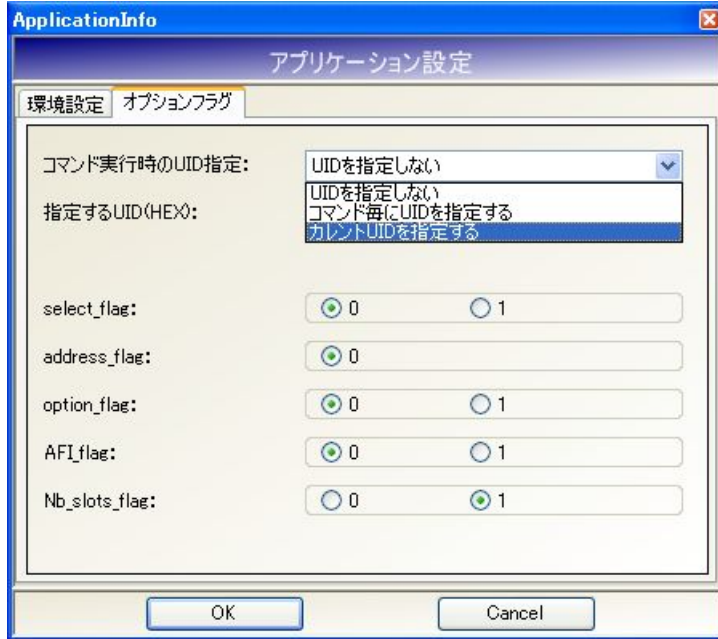 ApplicationInfo
アプリケーション設定
環境設定 オプションフラグ
コマンド実行時のUID指定: UIDを指定しない
UIDを指定しない
指定するUID(HEX): コマンド毎にUIDを指定する
カレントUIDを指定する
select_flag: 0 1
address_flag: 0
option_flag: 0 1
AFI_flag: 0 1
Nb_slots_flag: 0 1
OK Cancel